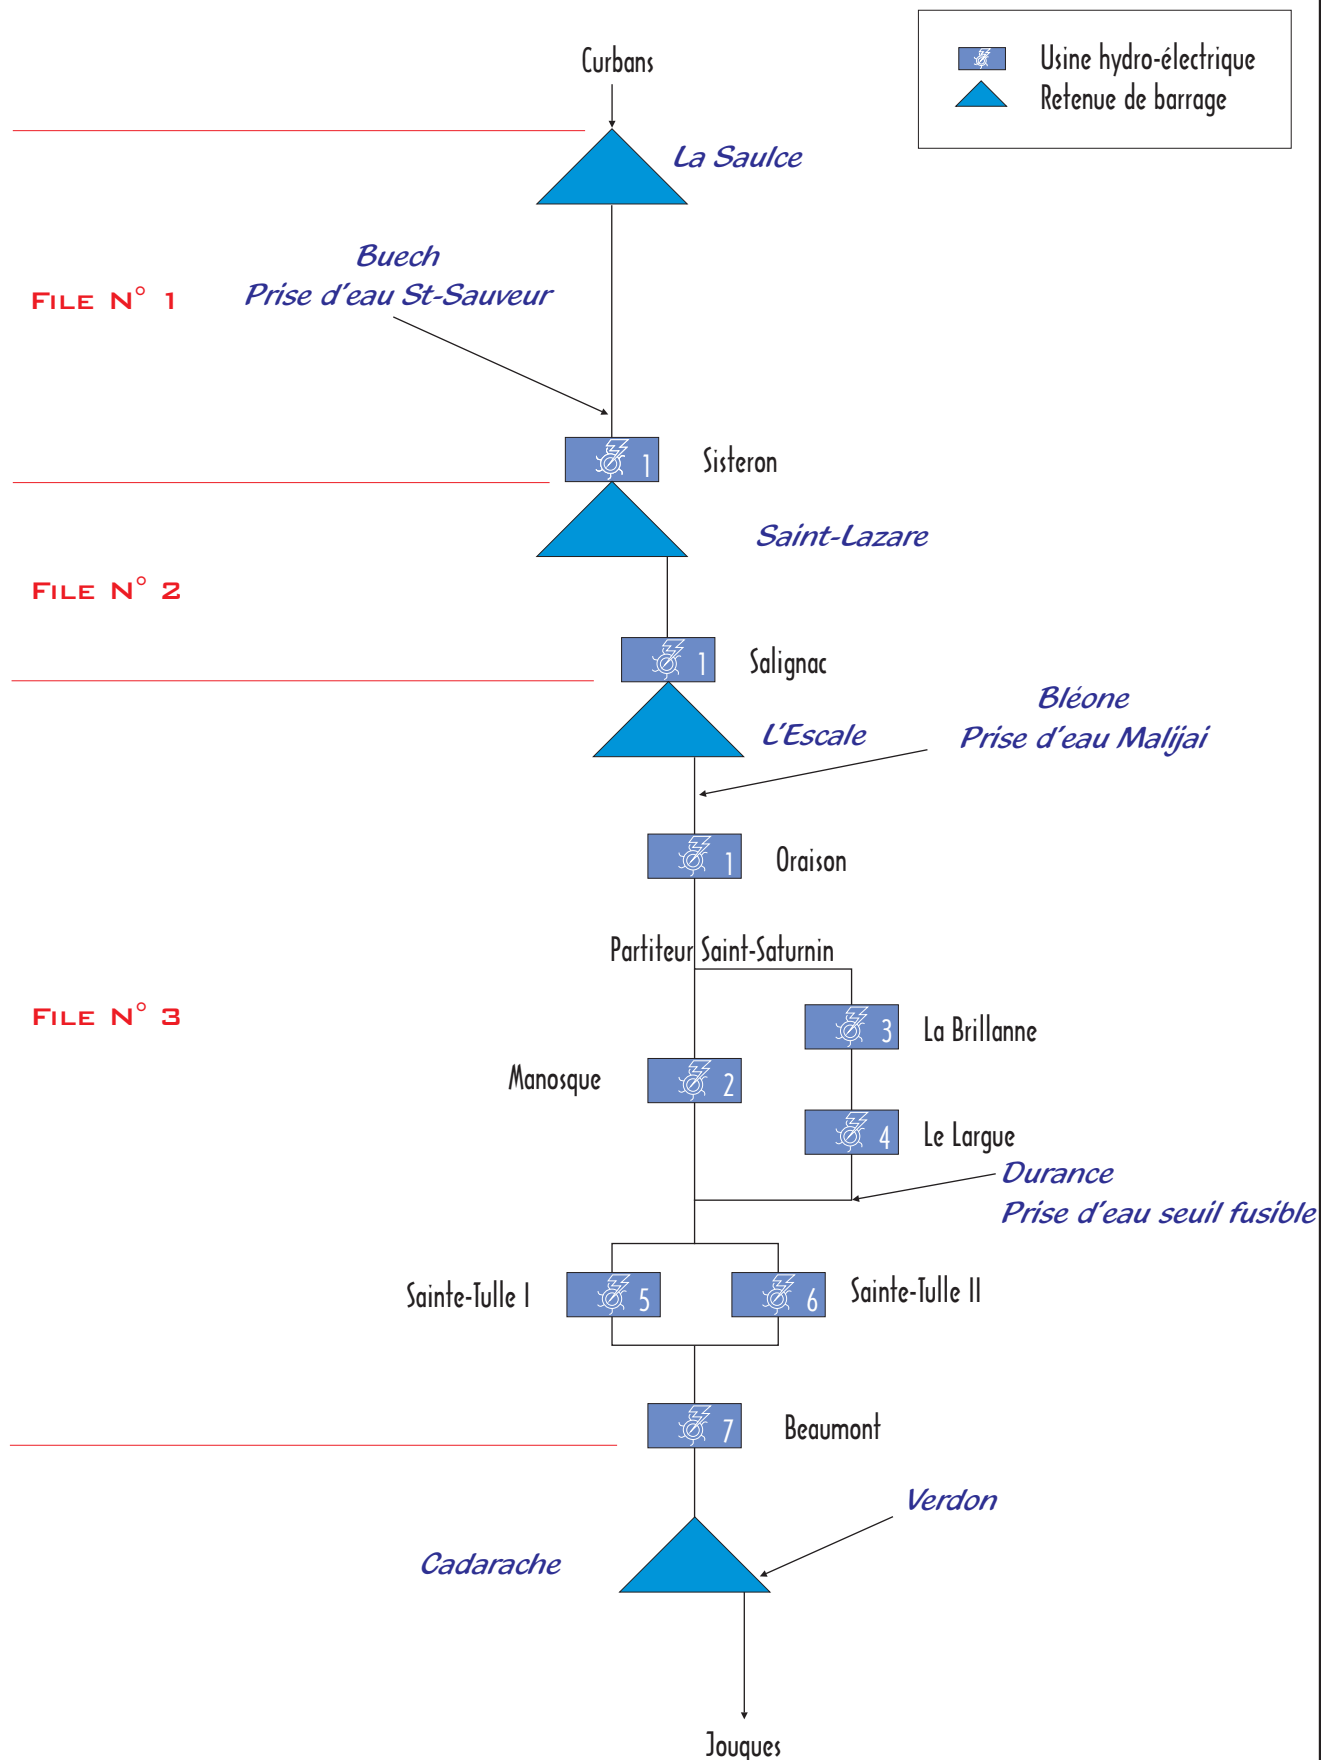 Usine hydro-électrique
Retenue de barrage
Curbans
La Saulce
Buech
Prise d'eau St-Sauveur
File N° 1
1
Sisteron
Saint-Lazare
File N° 2
1
Salignac
Bléone
Prise d'eau Malijai
L'Escale
1
Oraison
Partiteur Saint-Saturnin
File N° 3
3
La Brillanne
Manosque
2
4
Le Largue
Durance
Prise d'eau seuil fusible
Sainte-Tulle I
5
6
Sainte-Tulle II
7
Beaumont
Verdon
Cadarache
Jouques